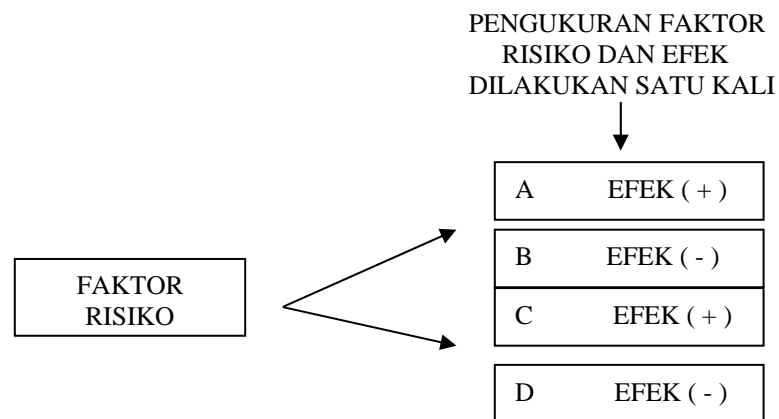 PENGUKURAN FAKTOR
RISIKO DAN EFEK
DILAKUKAN SATU KALI
A EFEK ( + )
B EFEK ( - )
FAKTOR
RISIKO
C EFEK ( + )
D EFEK ( - )